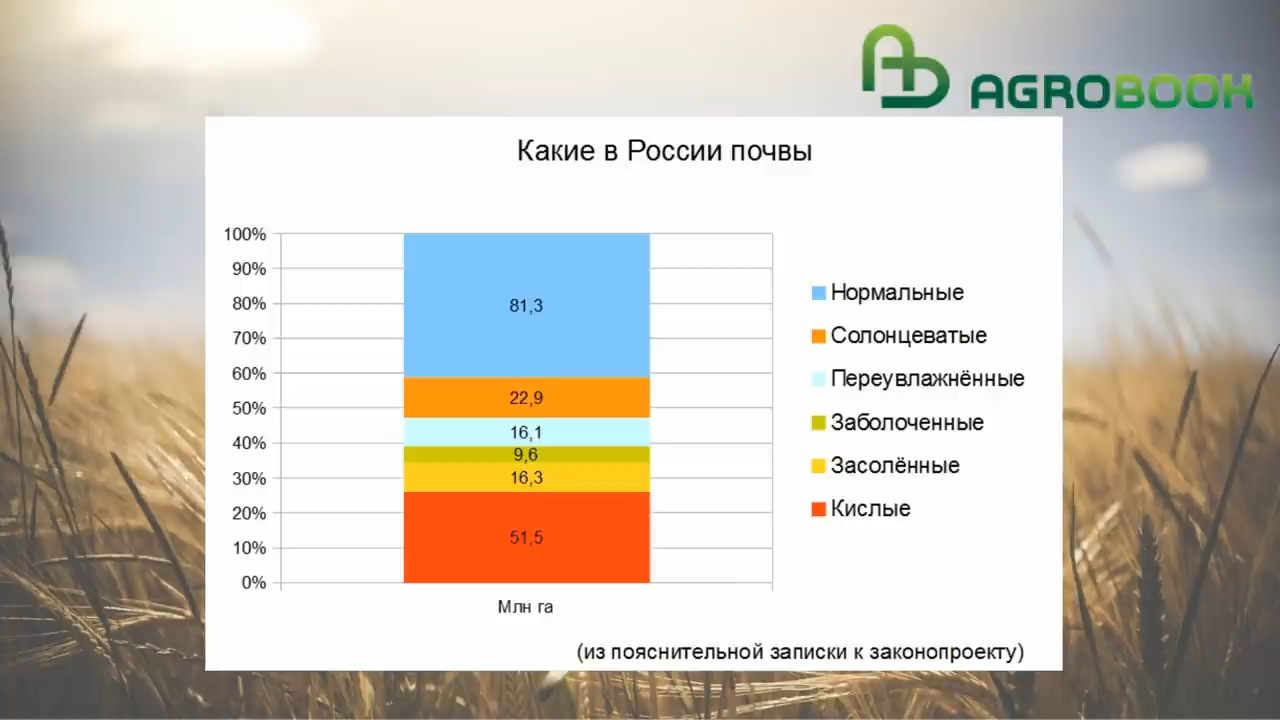 AGROBOOK
Какие в России почвы
100%
90%
80%
70%
60%
50%
40%
30%
20%
10%
0%
81,3
22,9
16,1
9,6
16,3
51,5
Млн га
Нормальные
Солонцеватые
Переувлажнённые
Заболоченные
Засолённые
Кислые
(из пояснительной записки к законопроекту)